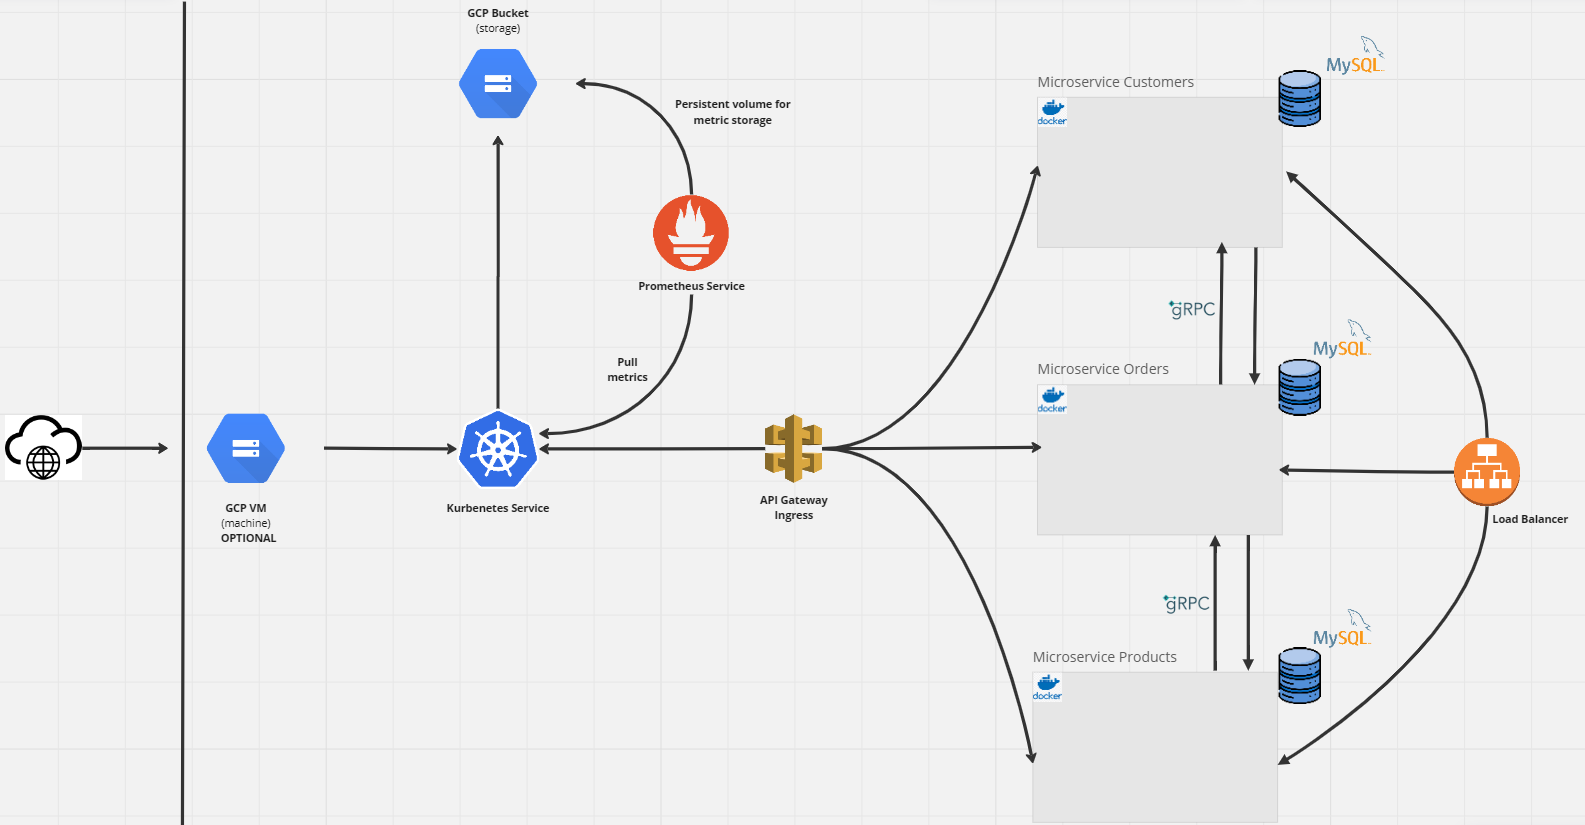 GCP Bucket
(storage)
Persistent volume for
metric storage
Prometheus Service
Pull
metrics
GCP VM
(machine)
OPTIONAL
Kurbenetes Service
API Gateway
Ingress
Microservice Customers
docker
MySQL
gRPC
Microservice Orders
docker
MySQL
gRPC
Microservice Products
docker
MySQL
Load Balancer